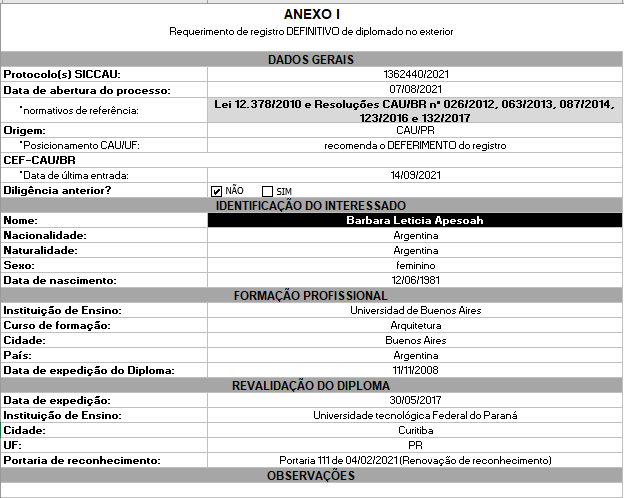 ANEXO I
Requerimento de registro DEFINITIVO de diplomado no exterior
DADOS GERAIS
Protocolo(s) SICCAU: 1362440/2021
Data de abertura do processo: 07/08/2021
*normativos de referência: Lei 12.378/2010 e Resoluções CAU/BR nº 026/2012, 063/2013, 087/2014,
123/2016 e 132/2017
Origem: CAU/PR
*Posicionamento CAU/UF: recomenda o DEFERIMENTO do registro
CEF-CAU/BR
*Data de última entrada: 14/09/2021
Diligência anterior? NÃO SIM
IDENTIFICAÇÃO DO INTERESSADO
Nome: Barbara Leticia Apesoah
Nacionalidade: Argentina
Naturalidade: Argentina
Sexo: feminino
Data de nascimento: 12/06/1981
FORMAÇÃO PROFISSIONAL
Instituição de Ensino: Universidad de Buenos Aires
Curso de formação: Arquitetura
Cidade: Buenos Aires
País: Argentina
Data de expedição do Diploma: 11/11/2008
REVALIDAÇÃO DO DIPLOMA
Data de expedição: 30/05/2017
Instituição de Ensino: Universidade tecnológica Federal do Paraná
Cidade: Curitiba
UF: PR
Portaria de reconhecimento: Portaria 111 de 04/02/2021 (Renovação de reconhecimento)
OBSERVAÇÕES